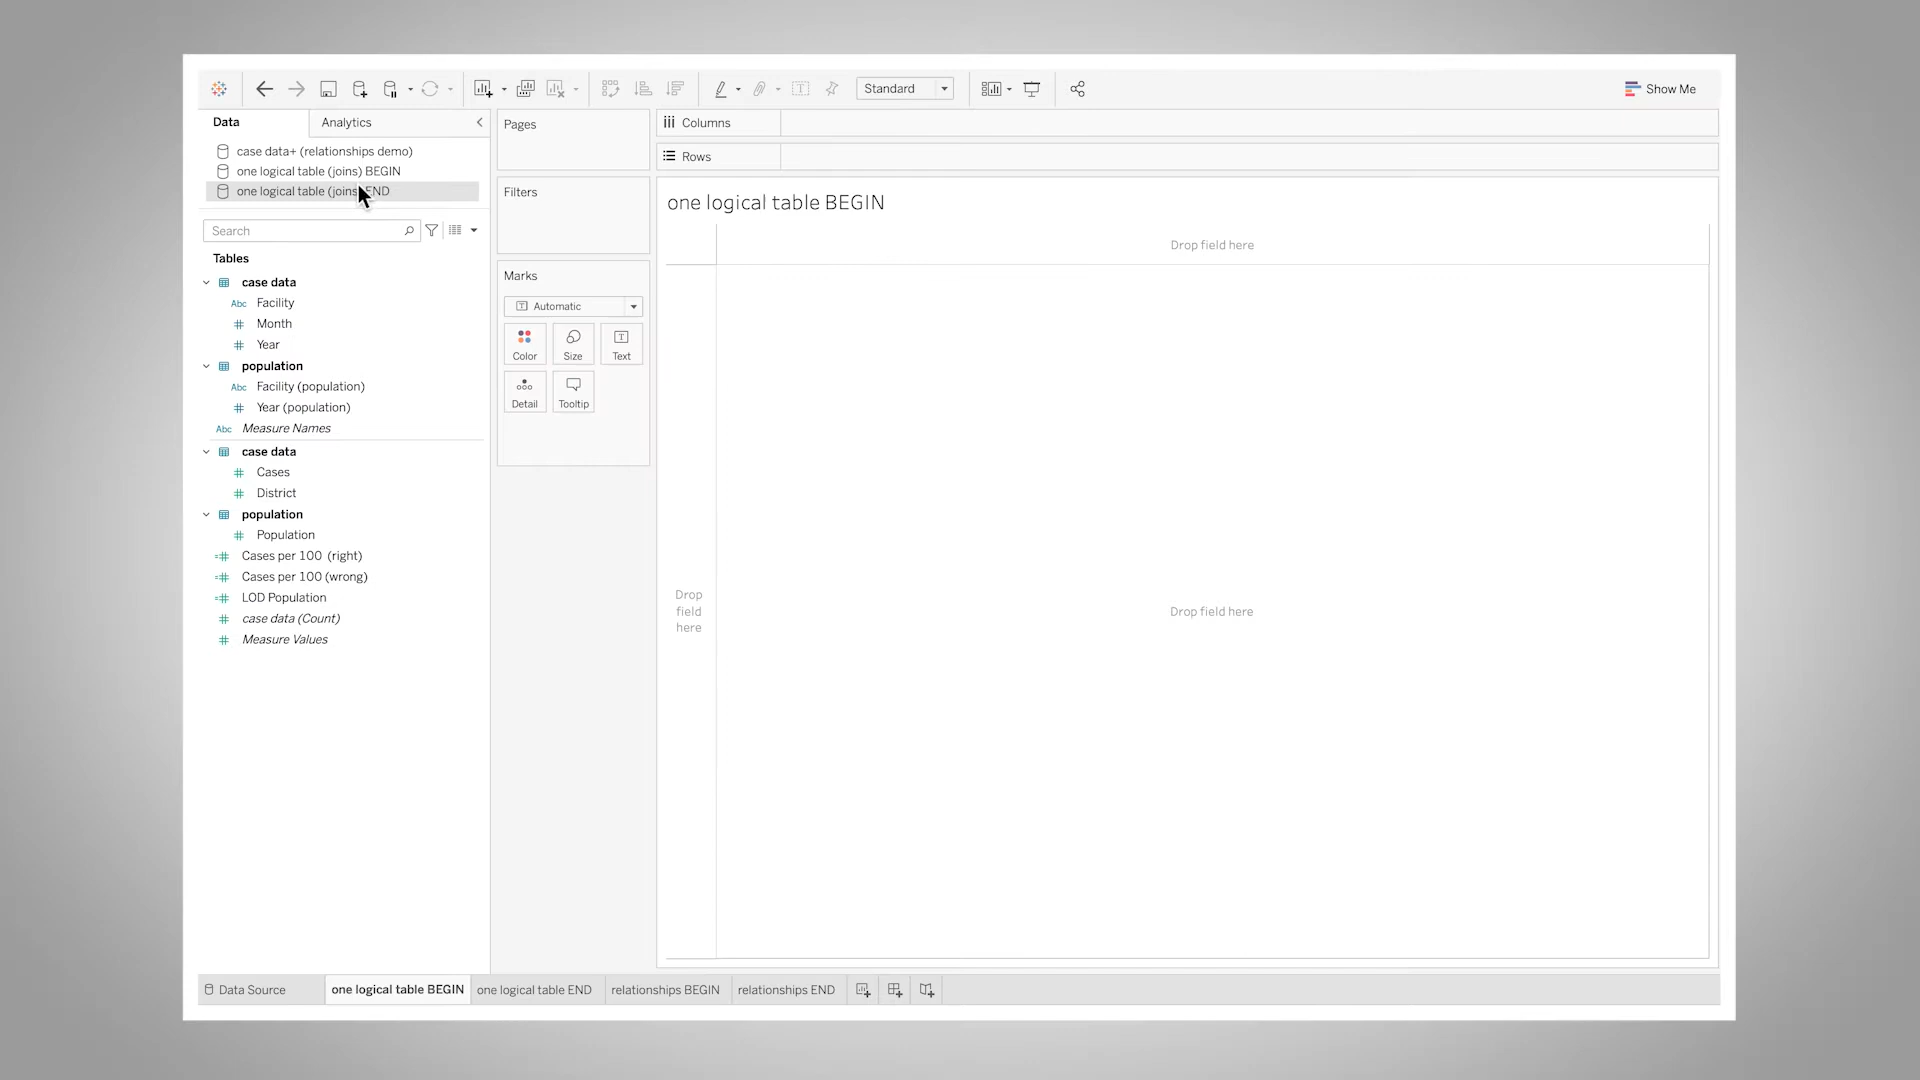 Standard
Show Me
Data
Analytics
Pages
Columns
case data+ (relationships demo)
one logical table (joins) BEGIN
one logical table (joins) END
Rows
Filters
one logical table BEGIN
Search
Drop field here
Tables
Marks
case data
Abc Facility
Automatic
Month
Year
Color
Size
Text
population
Abc Facility (population)
Year (population)
Detail
Tooltip
Abc Measure Names
case data
Cases
District
population
Population
Cases per 100 (right)
Cases per 100 (wrong)
LOD Population
case data (Count)
Measure Values
Drop
field
here
Drop field here
Data Source
one logical table BEGIN
one logical table END
relationships BEGIN
relationships END